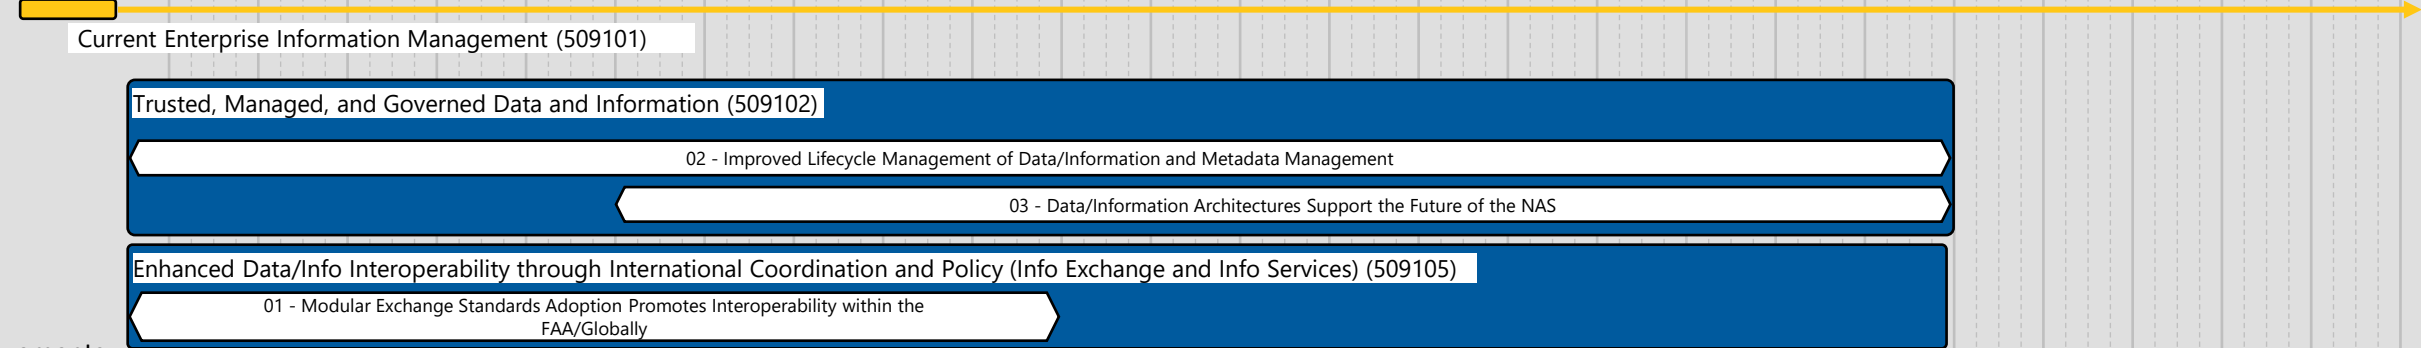 Current Enterprise Information Management (509101)
Trusted, Managed, and Governed Data and Information (509102)
02 - Improved Lifecycle Management of Data/Information and Metadata Management
03 - Data/Information Architectures Support the Future of the NAS
Enhanced Data/Info Interoperability through International Coordination and Policy (Info Exchange and Info Services) (509105)
01 - Modular Exchange Standards Adoption Promotes Interoperability within the
FAA/Globally